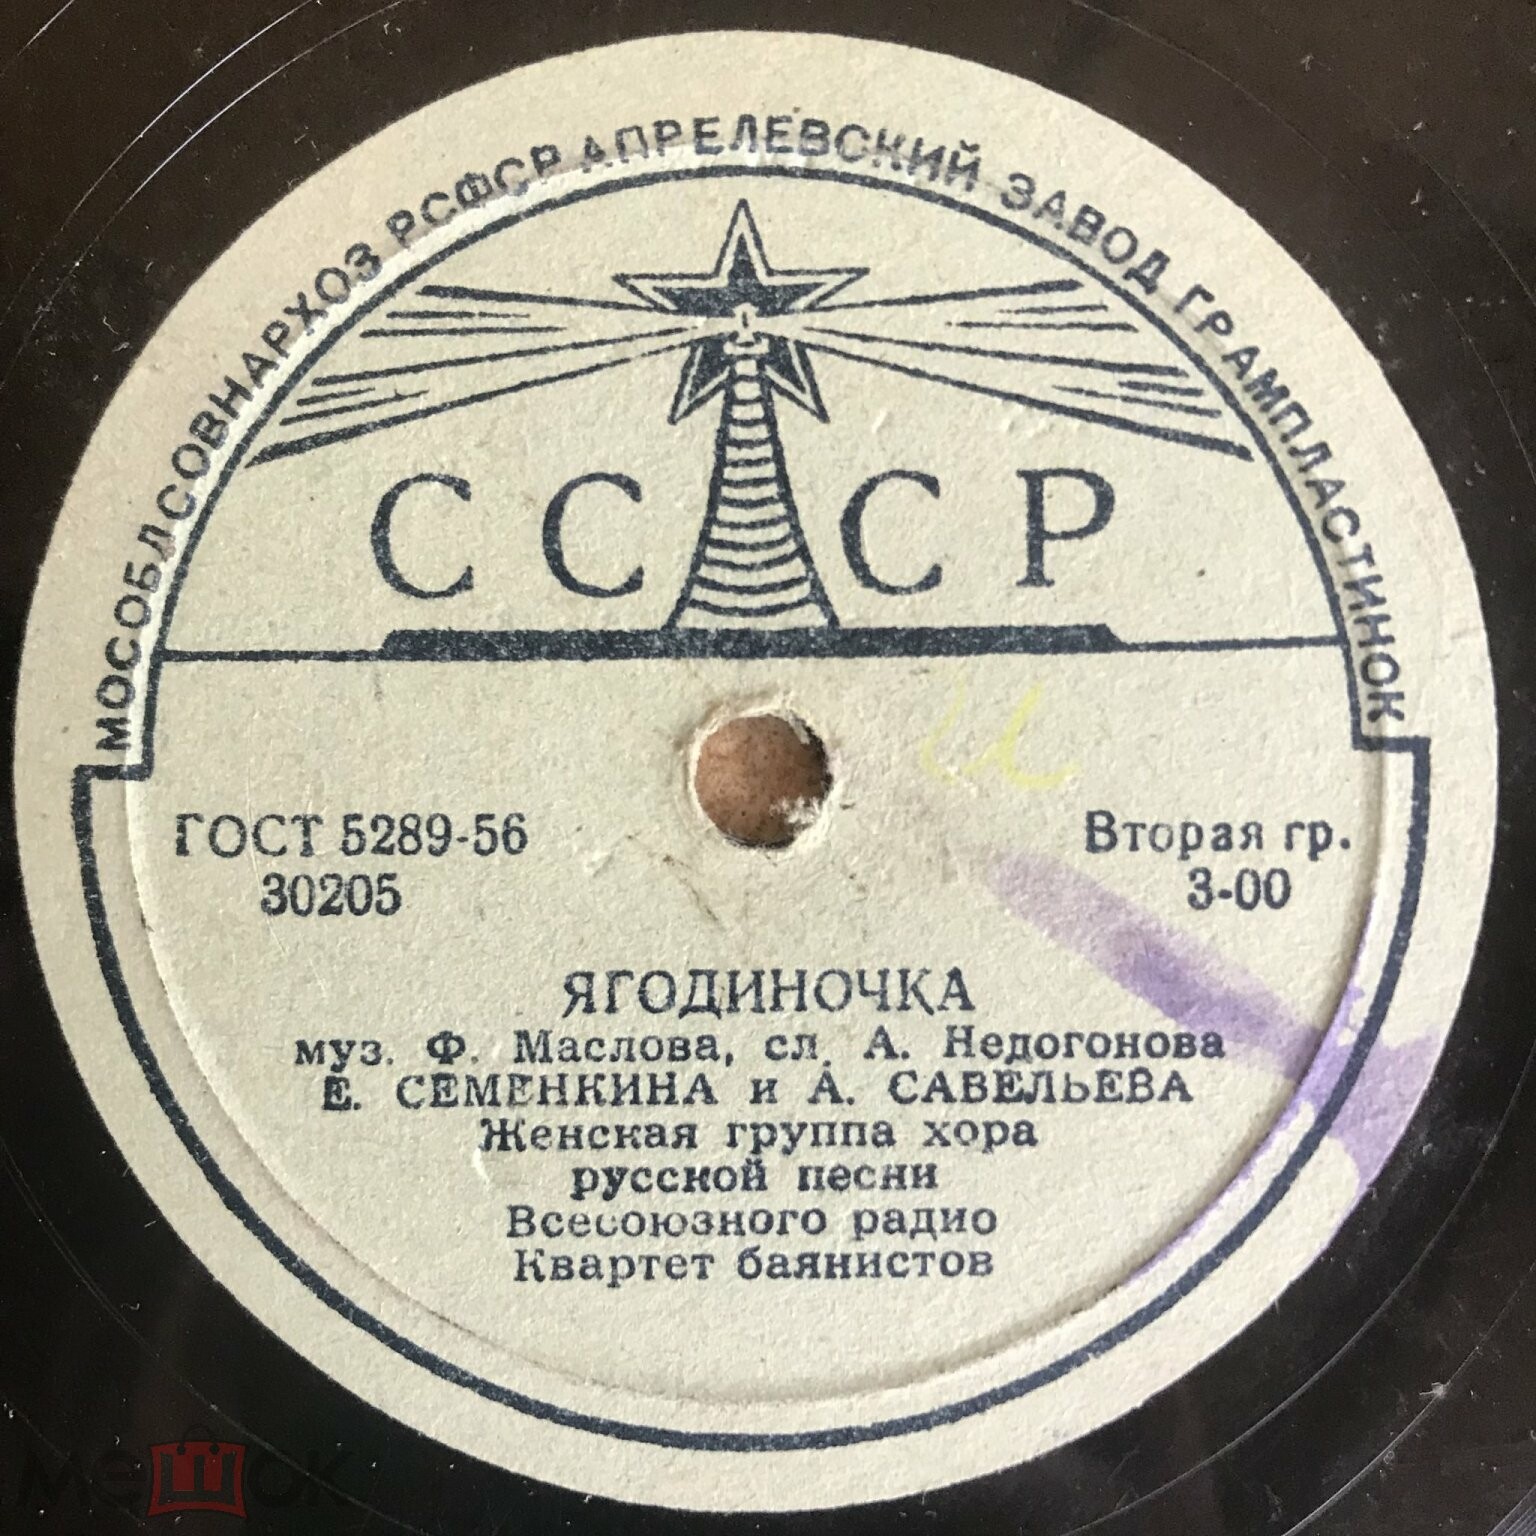 МОСОБЛСОВНАРХОЗ РСФСР АПРЕЛЕВСКИЙ ЗАВОД ГРАМПЛАСТИНОК
СССР
ГОСТ 5289-56
30205
Вторая гр.
3-00
ЯГОДИНОЧКА
муз. Ф. Маслова, сл. А. Недогонова
Е. СЕМЕНКИНА и А. САВЕЛЬЕВА
Женская группа хора
русской песни
Всесоюзного радио
Квартет баянистов
мешок